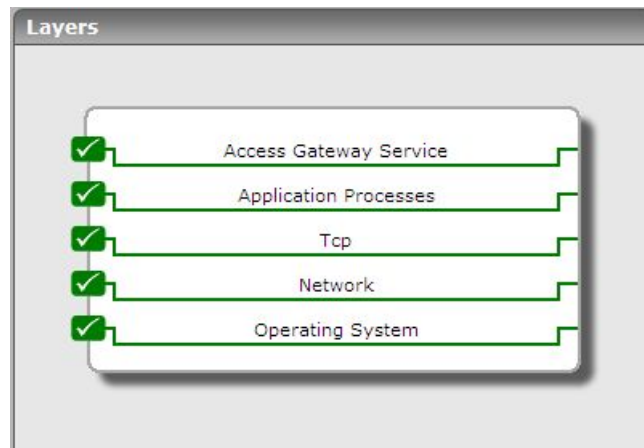 Layers
Access Gateway Service
Application Processes
Tcp
Network
Operating System